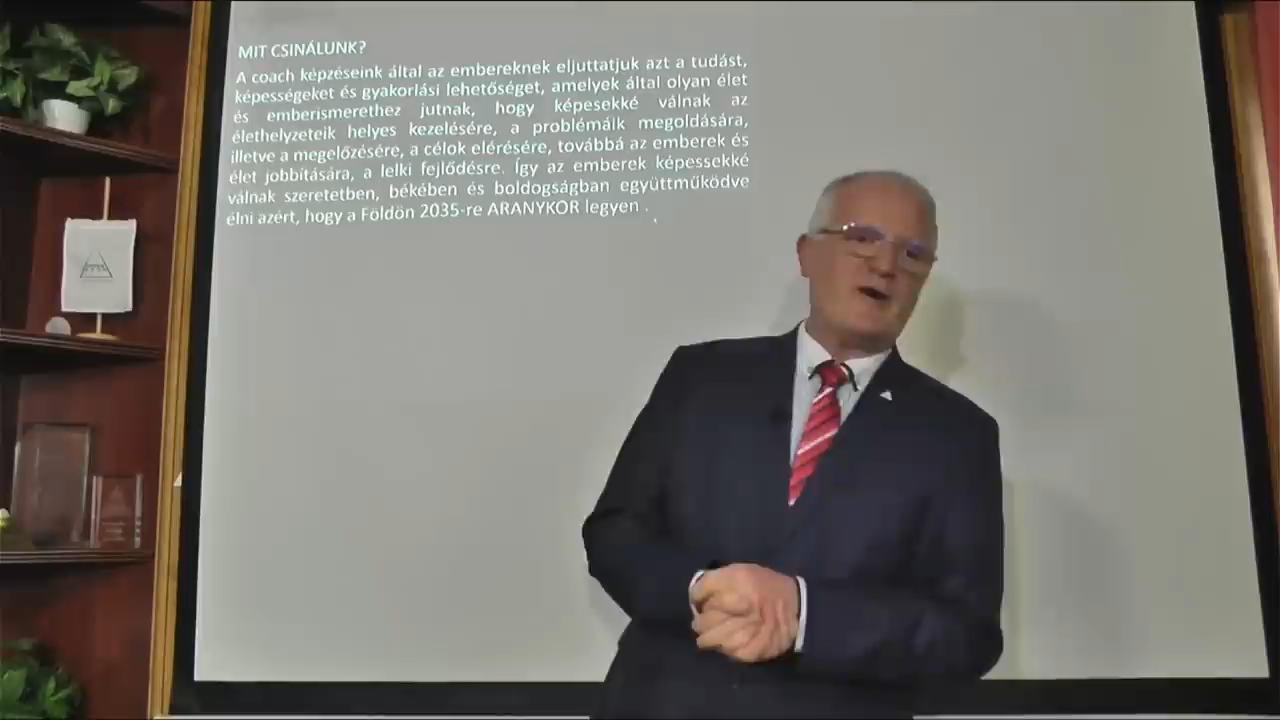 MIT CSINÁLUNK?
A coach képzéseink által az embereknek eljuttatjuk azt a tudást,
képességeket és gyakorlási lehetőséget, amelyek által olyan élet
és emberismerethez jutnak, hogy képesekké válnak az
élethelyzeteik helyes kezelésére, a problémáik megoldására,
illetve a megelőzésére, a célok elérésére, továbbá az emberek és
élet jobbítására, a lelki fejlődésre. Így az emberek képessekké
válnak szeretetben, békében és boldogságban együttműködve
élni azért, hogy a Földön 2035-re ARANYKOR legyen .